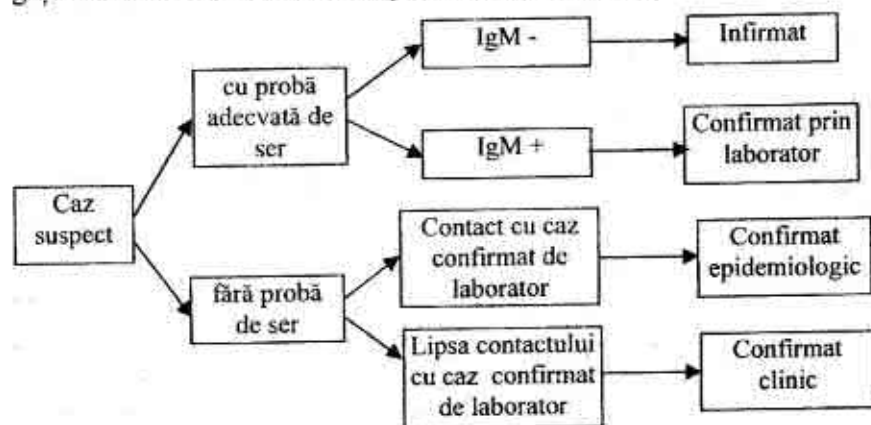 IgM -
Infirmat
cu probă
adecvată de
ser
IgM +
Confirmat prin
laborator
Caz
suspect
Contact cu caz
confirmat de
laborator
Confirmat
epidemiologic
fără probă
de ser
Lipsa contactului
cu caz confirmat
de laborator
Confirmat
clinic